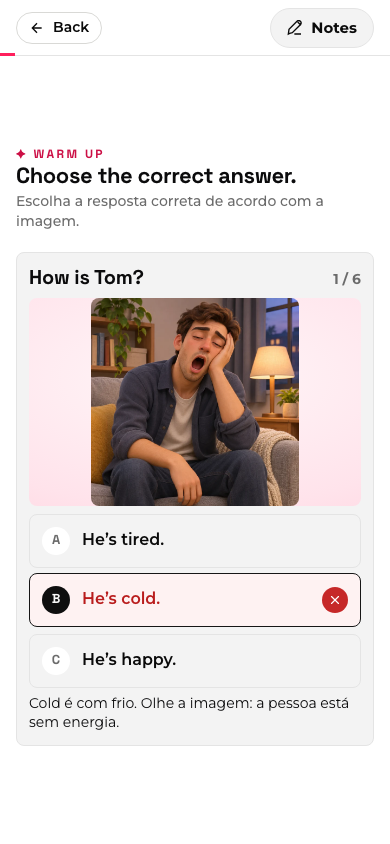 Back
Notes
WARM UP
Choose the correct answer.
Escolha a resposta correta de acordo com a
imagem.
How is Tom?
1 / 6
A
He's tired.
B
He's cold.
C
He's happy.
Cold é com frio. Olhe a imagem: a pessoa está
sem energia.